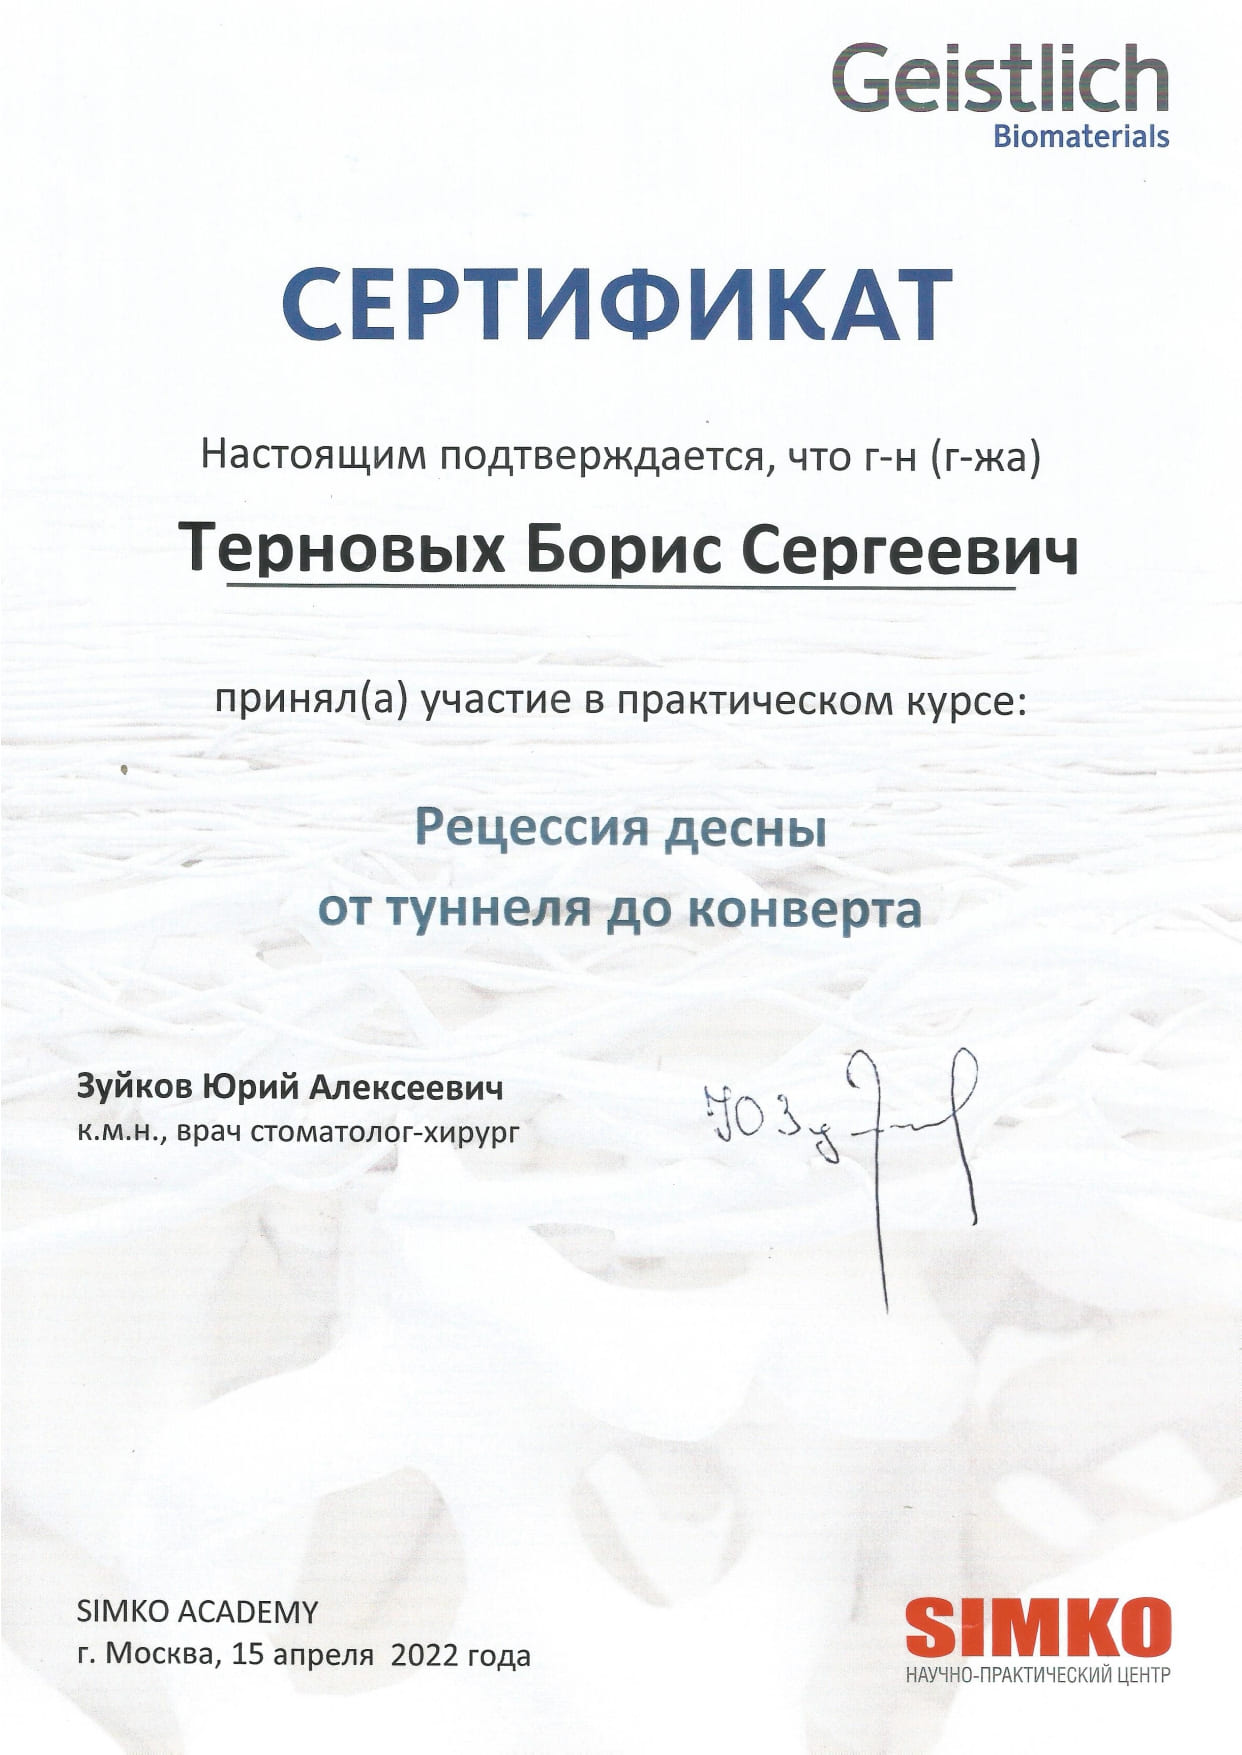 Geistlich
Biomaterials
СЕРТИФИКАТ
Настоящим подтверждается, что г-н (г-жа)
Терновых Борис Сергеевич
принял(а) участие в практическом курсе:
Рецессия десны
от туннеля до конверта
Зуйков Юрий Алексеевич
к.м.н., врач стоматолог-хирург
SIMKO ACADEMY
г. Москва, 15 апреля 2022 года
SIMKO
НАУЧНО-ПРАКТИЧЕСКИЙ ЦЕНТР